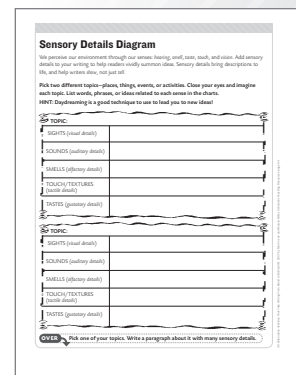 Sensory Details Diagram
We perceive our environment through our senses: hearing, smell, taste, touch, and vision. Add sensory
details to your writing to help readers vividly summon ideas. Sensory details bring descriptions to
life, and help writers show, not just tell.
Pick two different topics–places, things, events, or activities. Close your eyes and imagine
each topic. List words, phrases, or ideas related to each sense in the charts.
HINT: Daydreaming is a good technique to use to lead you to new ideas!
TOPIC:
SIGHTS (visual details)
SOUNDS (auditory details)
SMELLS (olfactory details)
TOUCH/TEXTURES
(tactile details)
TASTES (gustatory details)
TOPIC:
SIGHTS (visual details)
SOUNDS (auditory details)
SMELLS (olfactory details)
TOUCH/TEXTURES
(tactile details)
TASTES (gustatory details)
OVER Pick one of your topics. Write a paragraph about it with many sensory details.